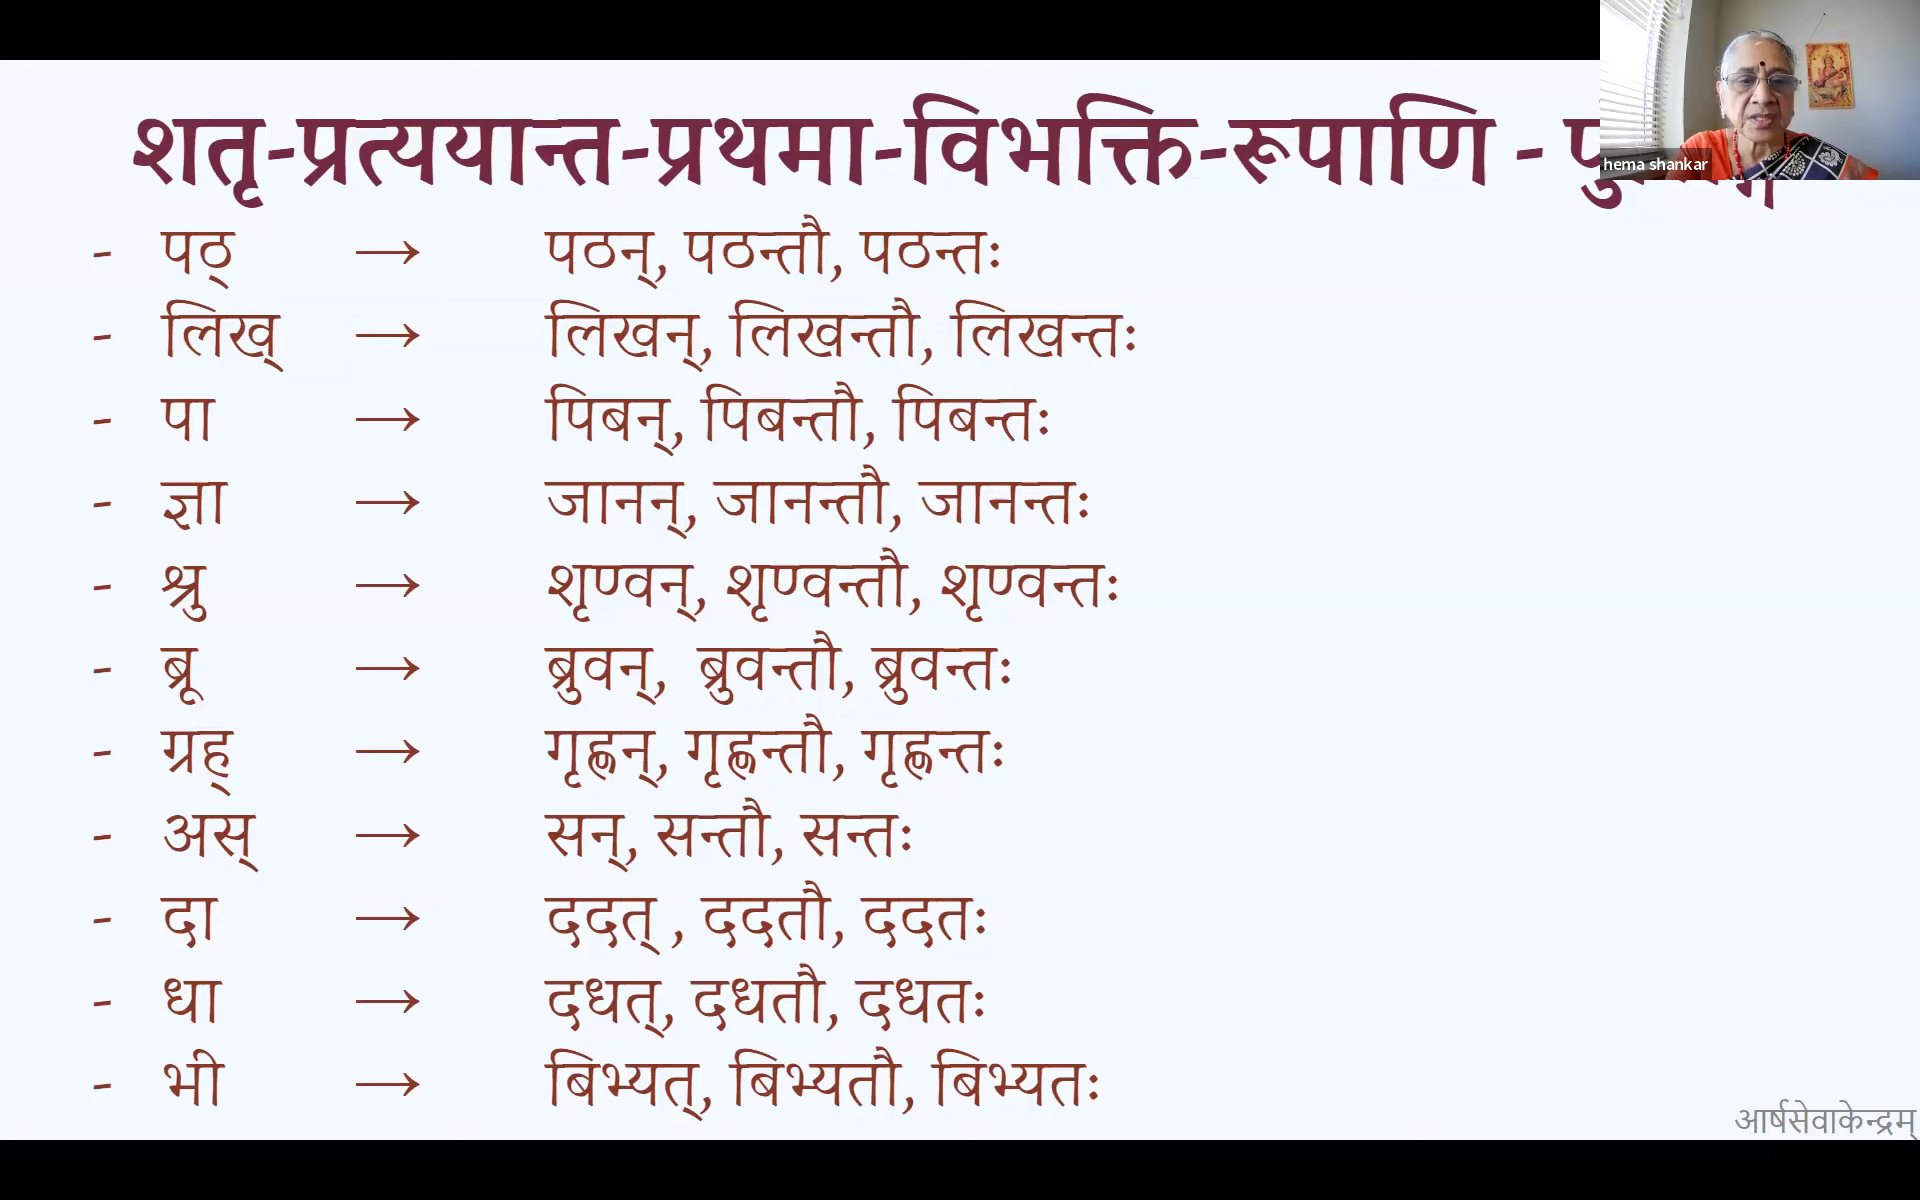 शतृ-प्रत्ययान्त-प्रथमा-विभक्ति-रूपाणि -
hema shankar
- पठ् → पठन्, पठन्तौ, पठन्तः
- लिख् → लिखन्, लिखन्तौ, लिखन्तः
- पा → पिबन्, पिबन्तौ, पिबन्तः
- ज्ञा → जानन्, जानन्तौ, जानन्तः
- श्रु → शृण्वन्, शृण्वन्तौ, शृण्वन्तः
- ब्रू → ब्रुवन्, ब्रुवन्तौ, ब्रुवन्तः
- ग्रह् → गृह्णन्, गृह्णन्तौ, गृह्णन्तः
- अस् → सन्, सन्तौ, सन्तः
- दा → ददत् , ददतौ, ददतः
- धा → दधत्, दधतौ, दधतः
- भी → बिभ्यत्, बिभ्यतौ, बिभ्यतः
आर्षसेवाकेन्द्रम्